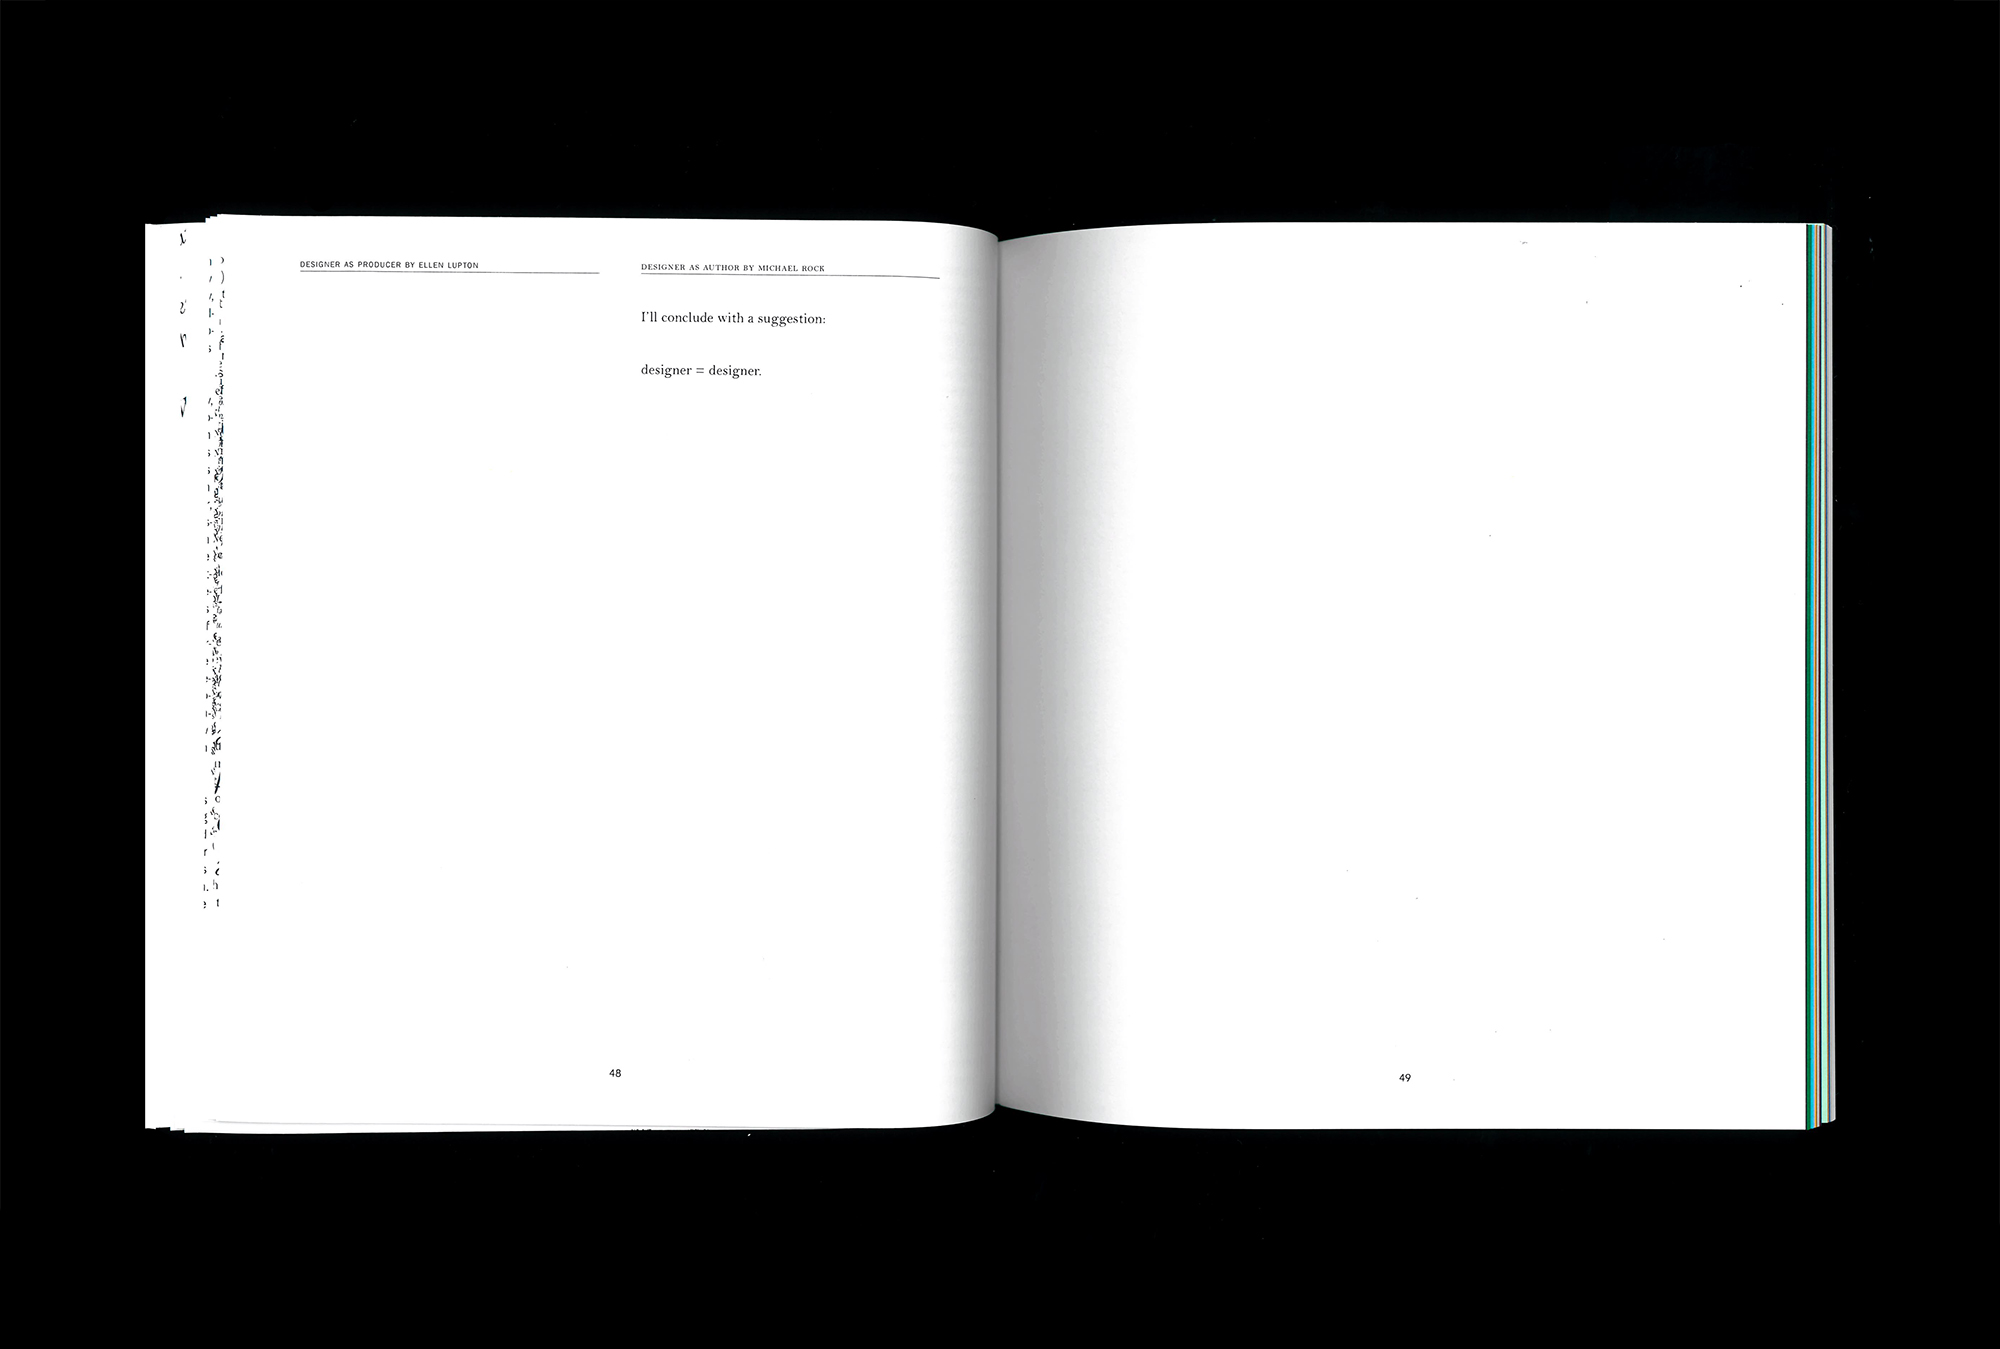 DESIGNER AS PRODUCER BY ELLEN LUPTON
DESIGNER AS AUTHOR BY MICHAEL ROCK
I'll conclude with a suggestion:
designer = designer.
48
49